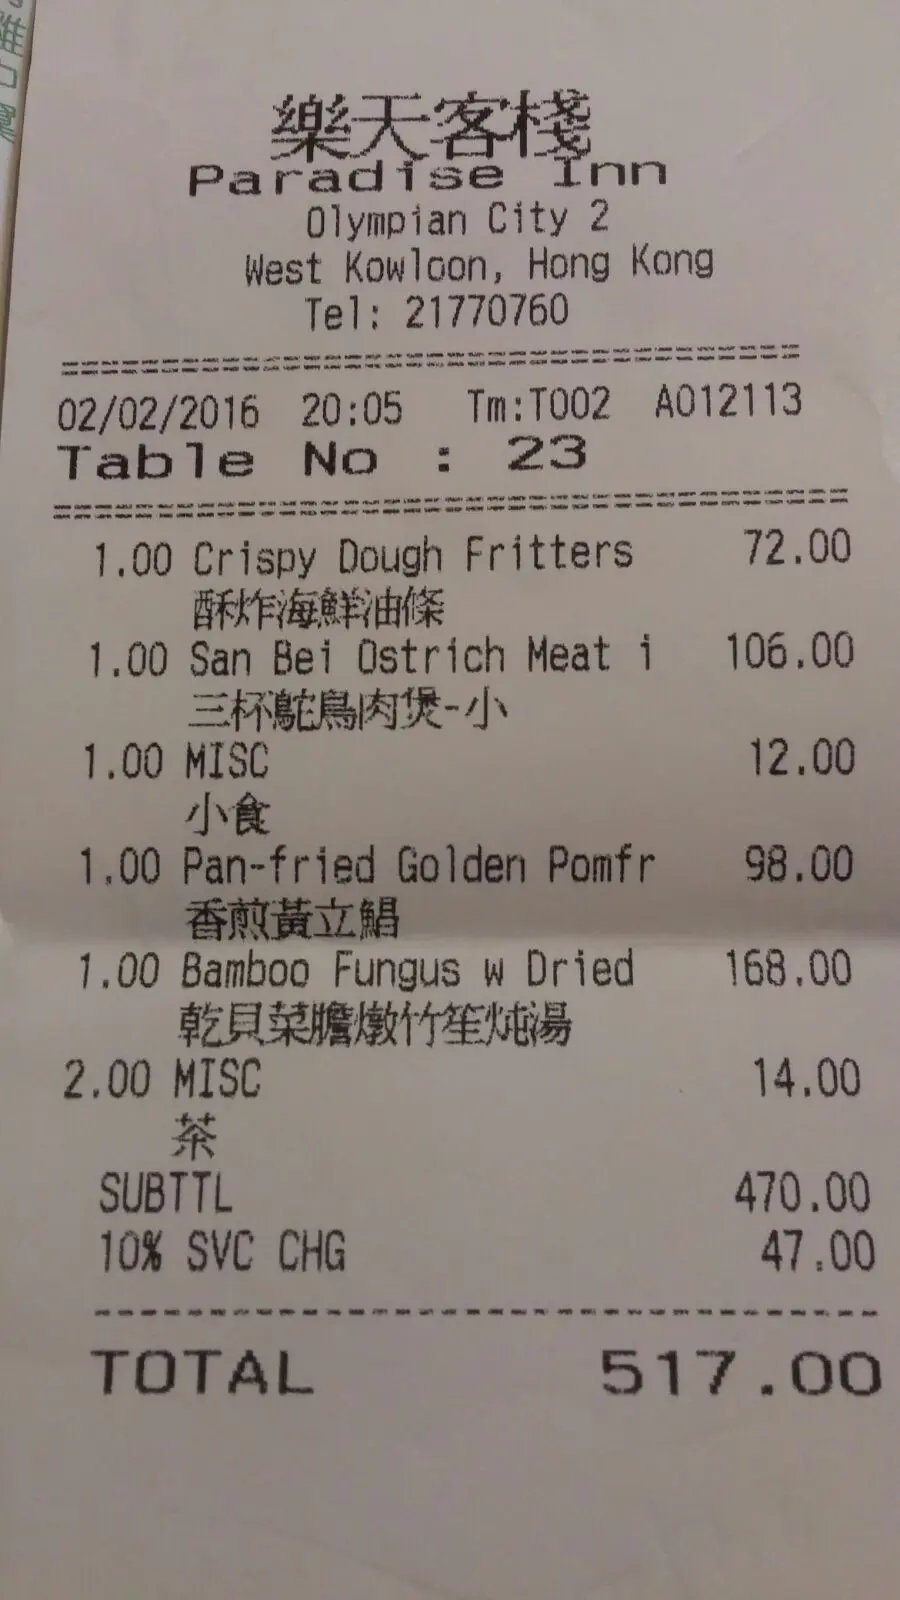 樂天客棧
Paradise Inn
Olympian City 2
West Kowloon, Hong Kong
Tel: 21770760
02/02/2016 20:05 Tm:T002 A012113
Table No : 23
1.00 Crispy Dough Fritters 72.00
酥炸海鮮油條
1.00 San Bei Ostrich Meat i 106.00
三杯鴕鳥肉煲-小
1.00 MISC 12.00
小食
1.00 Pan-fried Golden Pomfr 98.00
香煎黃立鯧
1.00 Bamboo Fungus w Dried 168.00
乾貝菜膽燉竹笙炖湯
2.00 MISC 14.00
茶
SUBTTL 470.00
10% SVC CHG 47.00
TOTAL 517.00